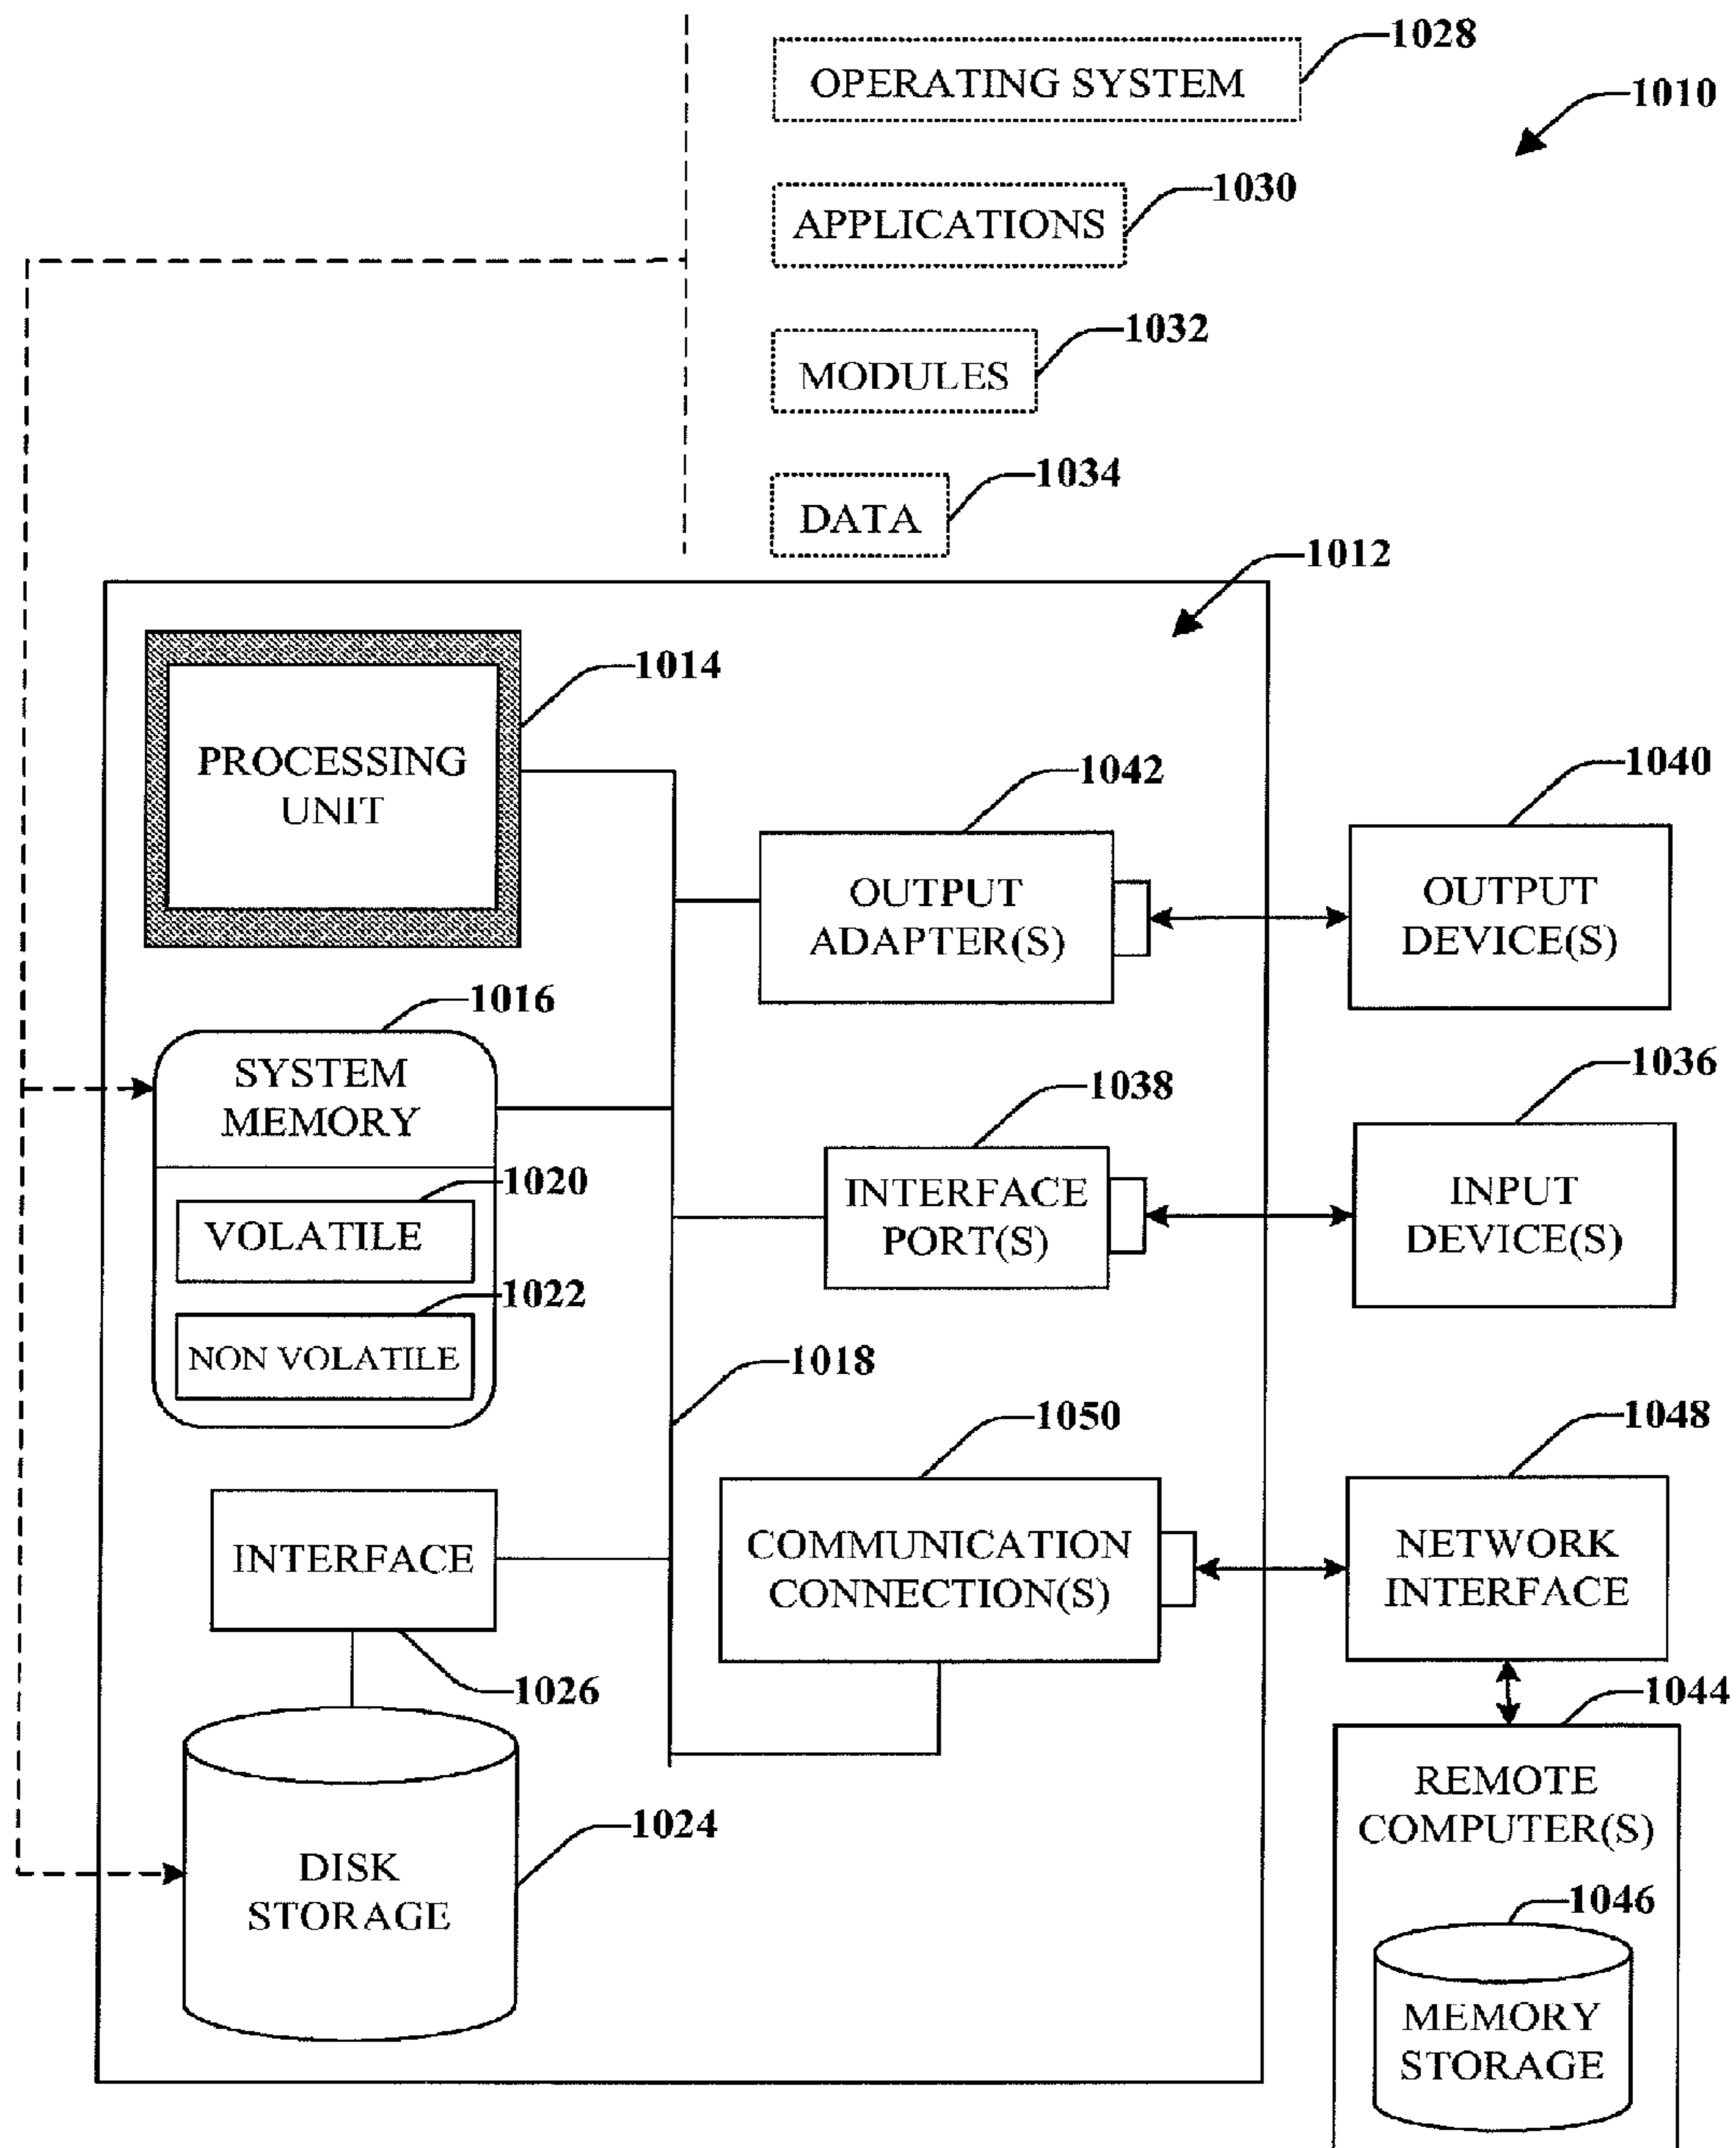 1028
OPERATING SYSTEM
1010
1030
APPLICATIONS
1032
MODULES
1034
DATA
1012
1014
PROCESSING
UNIT
1042
OUTPUT
ADAPTER(S)
1040
OUTPUT
DEVICE(S)
1016
SYSTEM
MEMORY
1020
VOLATILE
1022
NON VOLATILE
1038
INTERFACE
PORT(S)
1036
INPUT
DEVICE(S)
1018
1050
COMMUNICATION
CONNECTION(S)
1048
NETWORK
INTERFACE
INTERFACE
1026
1044
REMOTE
COMPUTER(S)
1024
DISK
STORAGE
1046
MEMORY
STORAGE